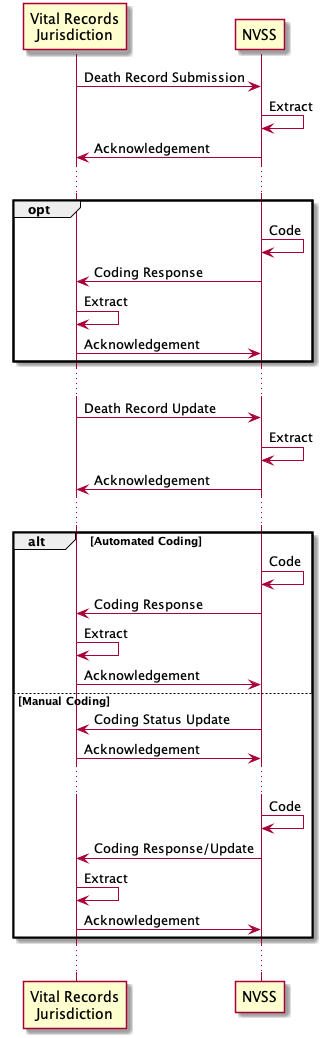 Vital Records
Jurisdiction
NVSS
Death Record Submission
Extract
Acknowledgement
opt
Code
Coding Response
Extract
Acknowledgement
Death Record Update
Extract
Acknowledgement
alt [Automated Coding]
Code
Coding Response
Extract
Acknowledgement
[Manual Coding]
Coding Status Update
Acknowledgement
Code
Coding Response/Update
Extract
Acknowledgement
Vital Records
Jurisdiction
NVSS